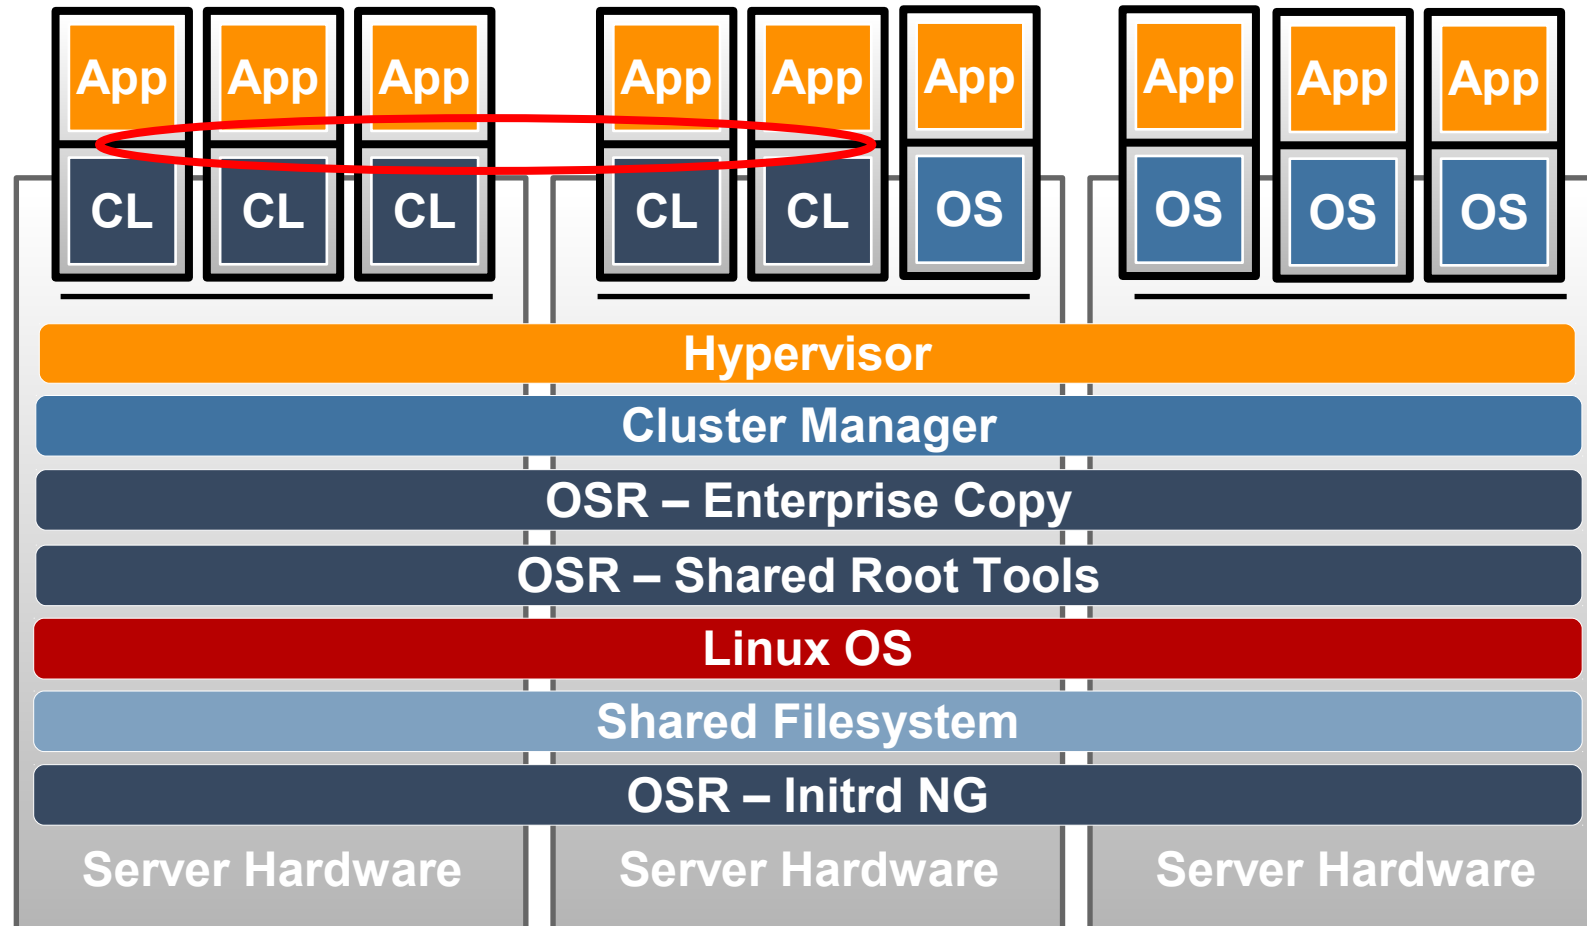 App App App App App App App App App
CL CL CL CL CL OS OS OS OS
Hypervisor
Cluster Manager
OSR – Enterprise Copy
OSR – Shared Root Tools
Linux OS
Shared Filesystem
OSR – Initrd NG
Server Hardware Server Hardware Server Hardware